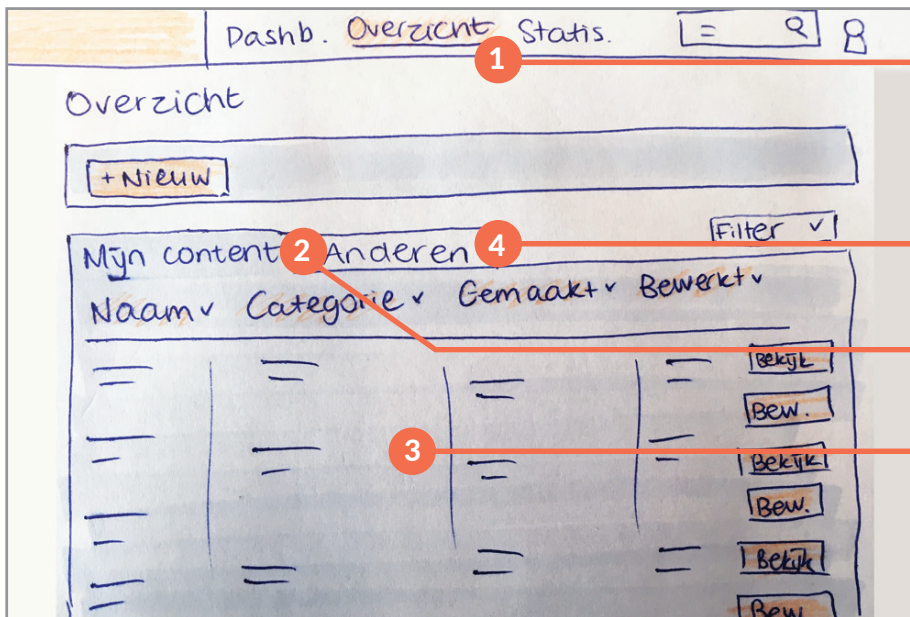 Dashb. Overzicht Statis.
1
Overzicht
+ Nieuw
Mijn content 2 Anderen 4 Filter
Naam Categorie Gemaakt Bewerkt
Bekijk
Bew.
3
Bekijk
Bew.
Bekijk
Bew.